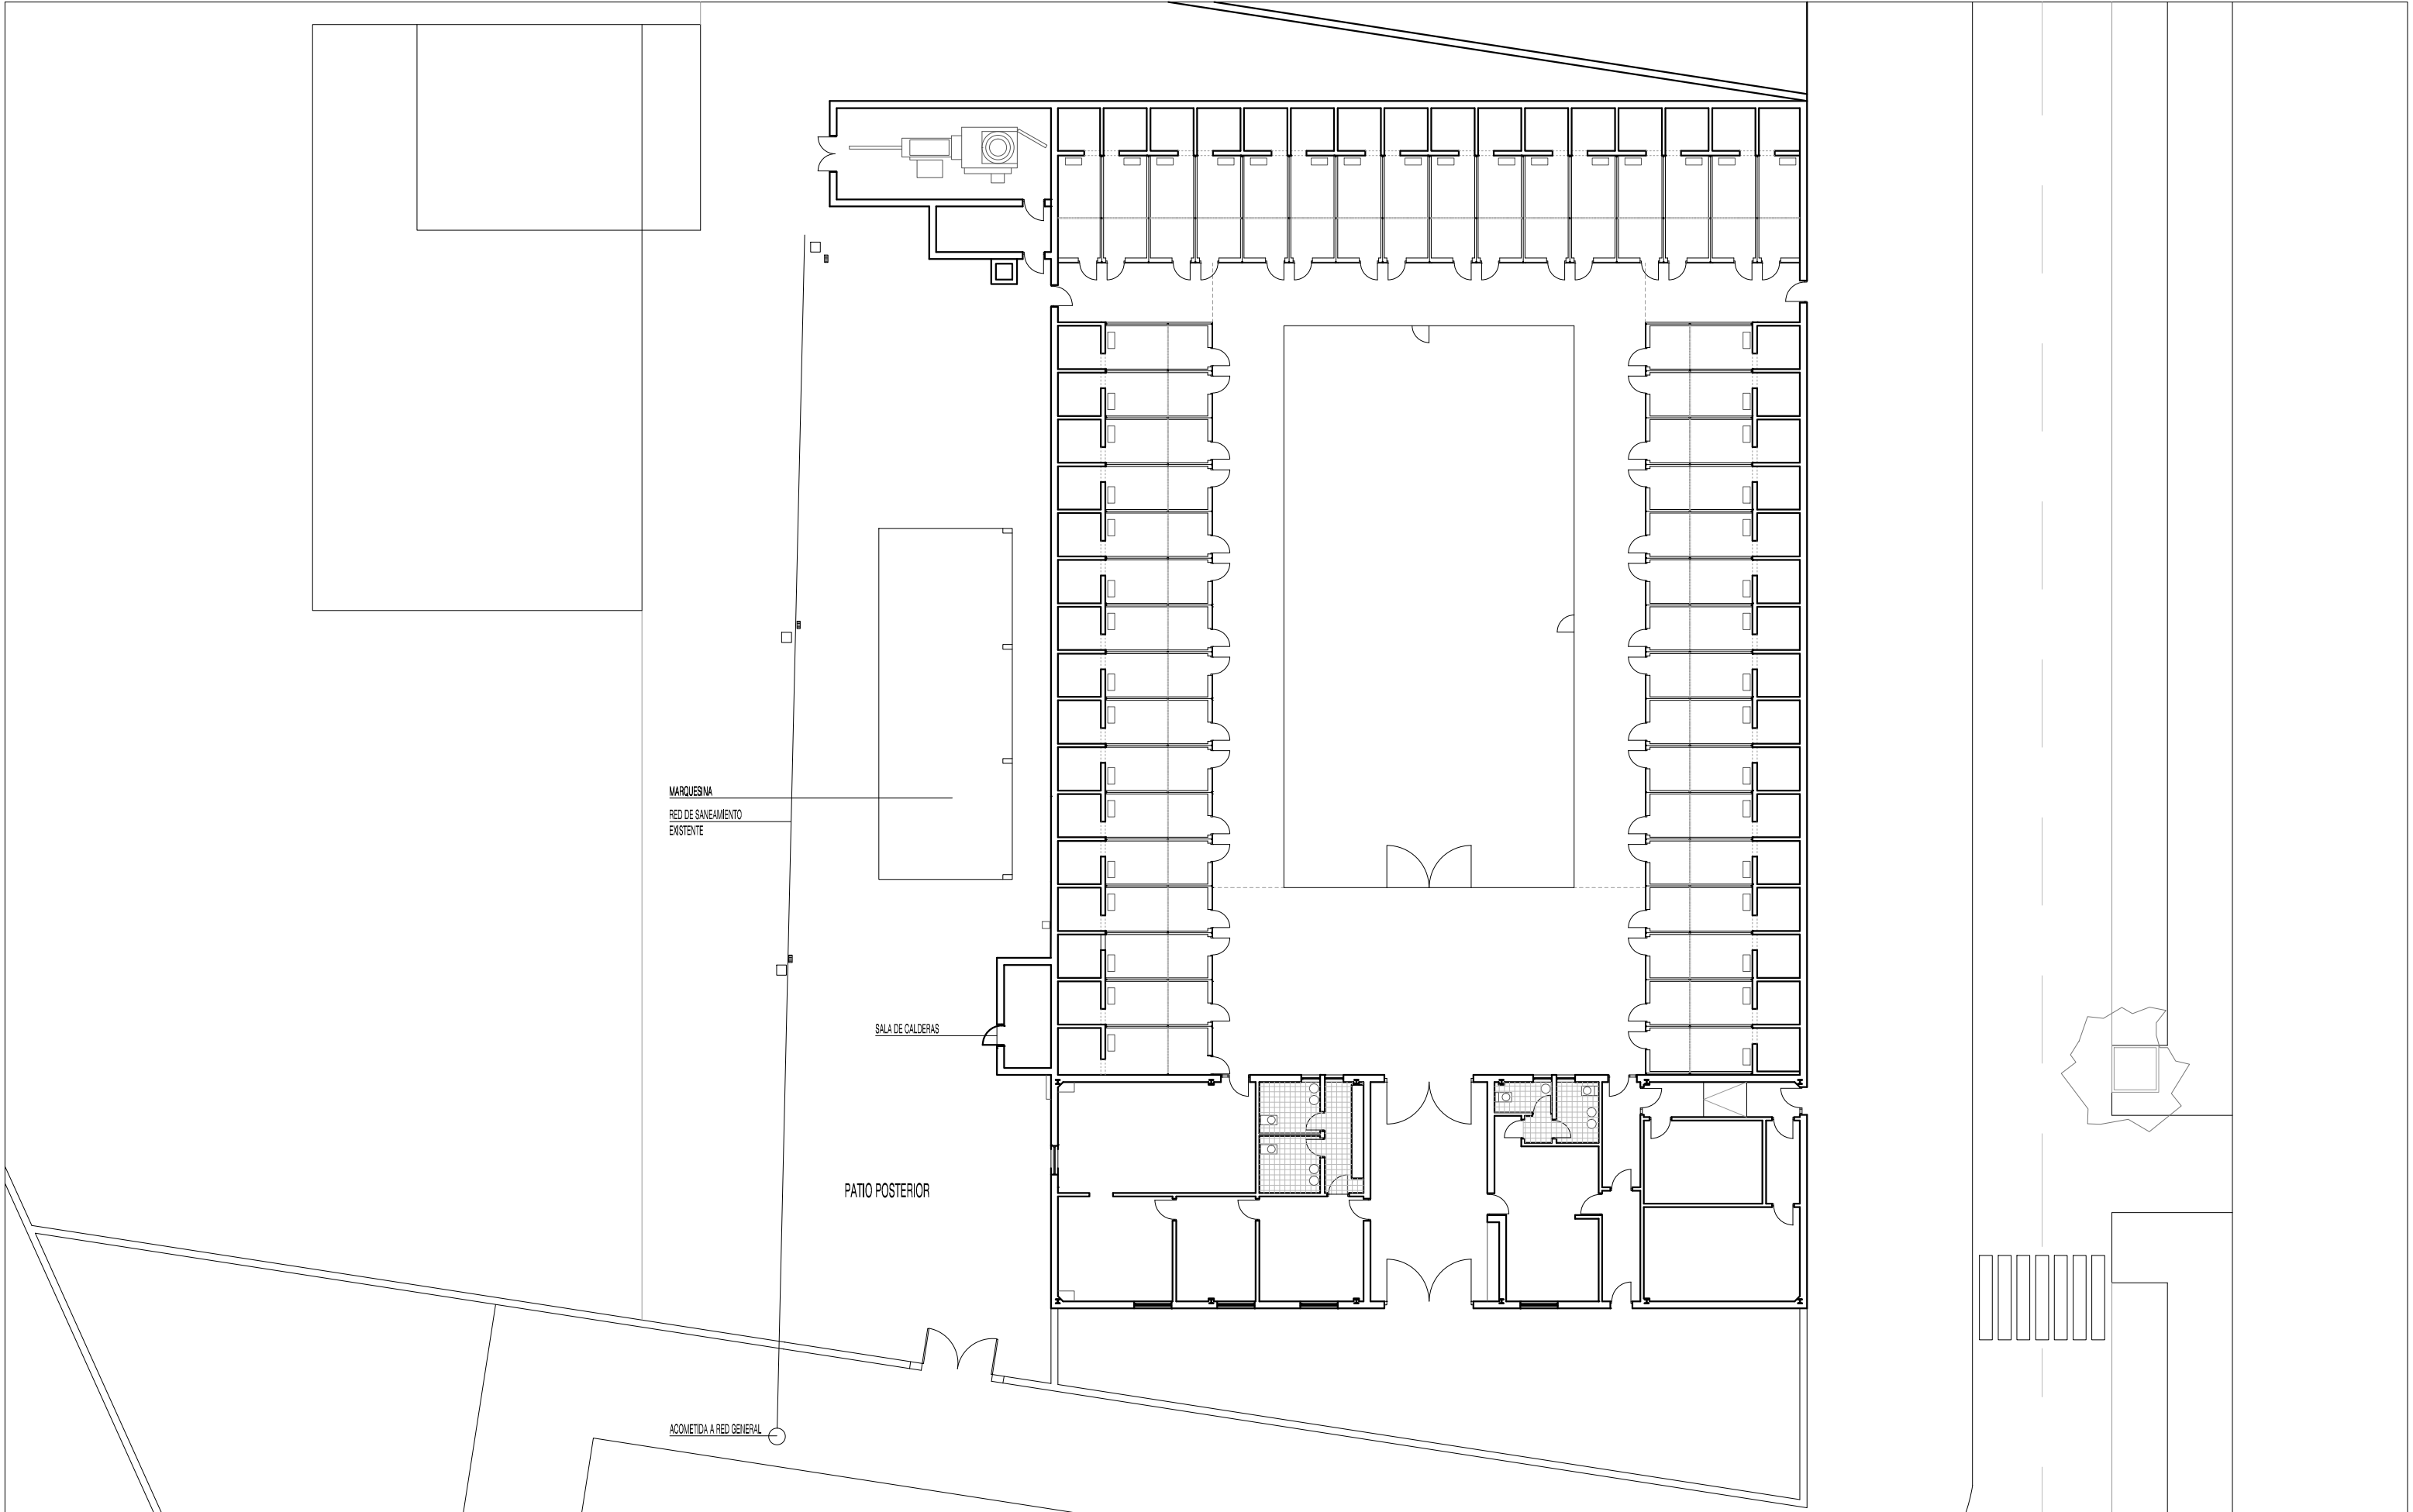 MARQUESINA
RED DE SANEAMIENTO
EXISTENTE
SALA DE CALDERAS
PATIO POSTERIOR
ACOMETIDA A RED GENERAL